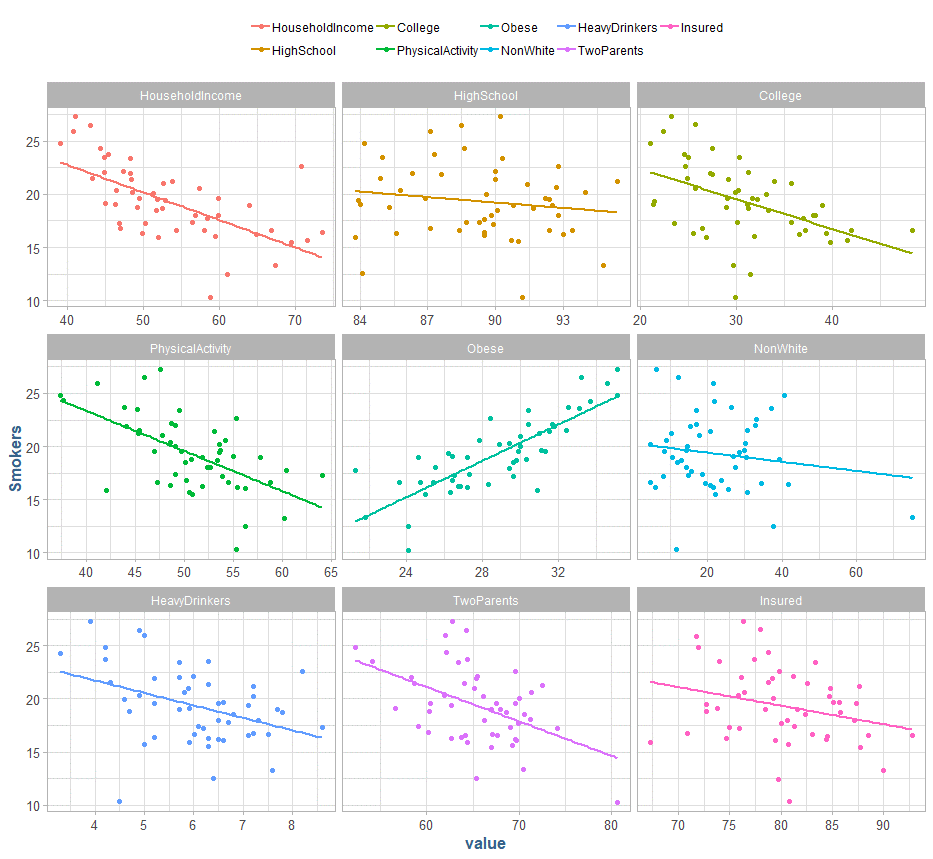 HouseholdIncome College Obese HeavyDrinkers Insured
HighSchool PhysicalActivity NonWhite TwoParents
HouseholdIncome HighSchool College
25
20
15
10
40 50 60 70 84 87 90 93 20 30 40
PhysicalActivity Obese NonWhite
25
20
15
10
40 45 50 55 60 65 24 28 32 20 40 60
HeavyDrinkers TwoParents Insured
25
20
15
10
4 5 6 7 8 60 70 80 70 75 80 85 90
Smokers
value